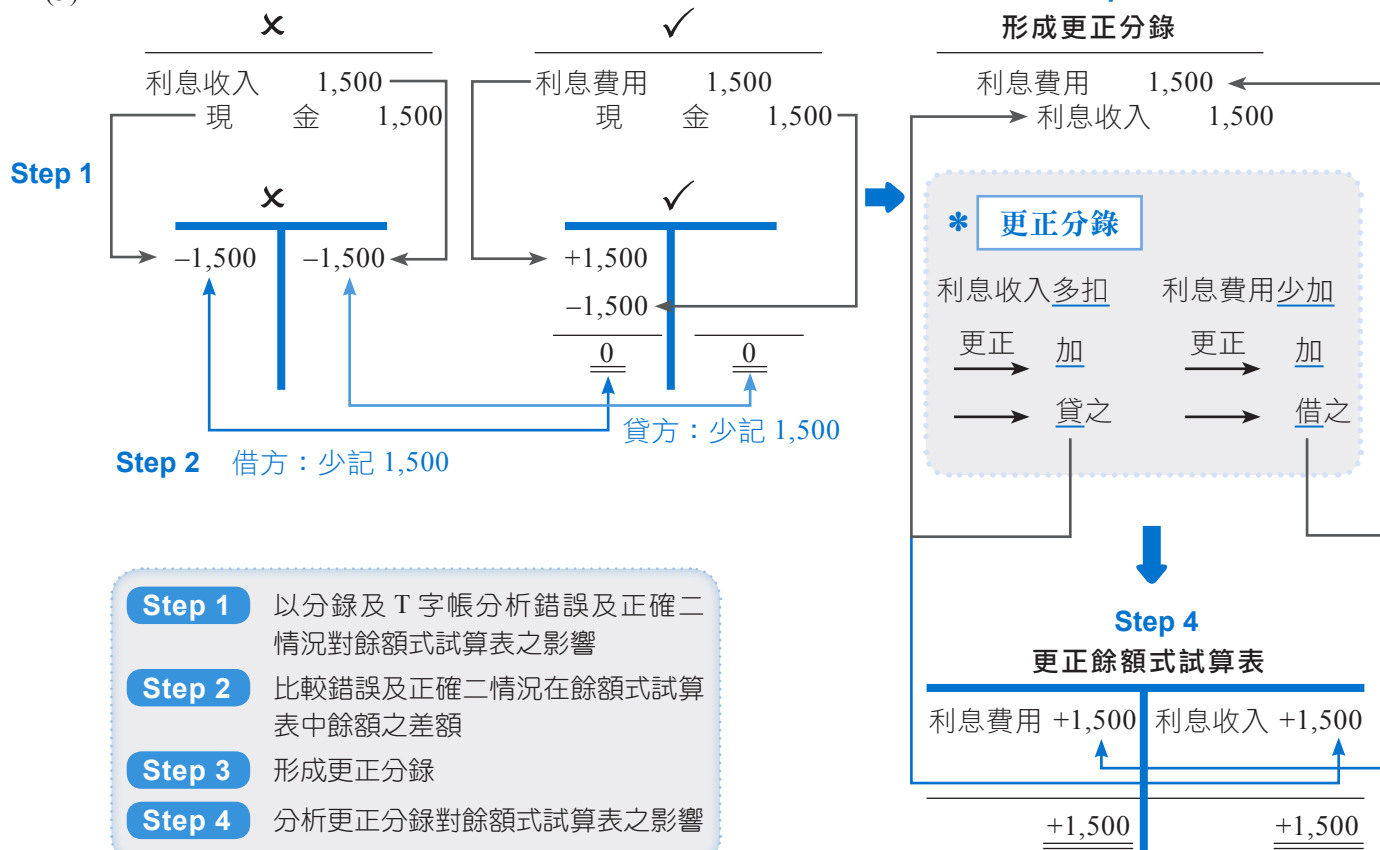 ✗
利息收入 1,500
現 金 1,500
Step 1
✗
–1,500 –1,500
✓
利息費用 1,500
現 金 1,500
✓
+1,500
–1,500
0 0
貸方：少記 1,500
Step 2 借方：少記 1,500
形成更正分錄
利息費用 1,500
利息收入 1,500
* 更正分錄
利息收入多扣 利息費用少加
更正 加 更正 加
貸之 借之
Step 1 以分錄及 T 字帳分析錯誤及正確二
情況對餘額式試算表之影響
Step 2 比較錯誤及正確二情況在餘額式試算
表中餘額之差額
Step 3 形成更正分錄
Step 4 分析更正分錄對餘額式試算表之影響
Step 4
更正餘額式試算表
利息費用 +1,500 利息收入 +1,500
+1,500 +1,500